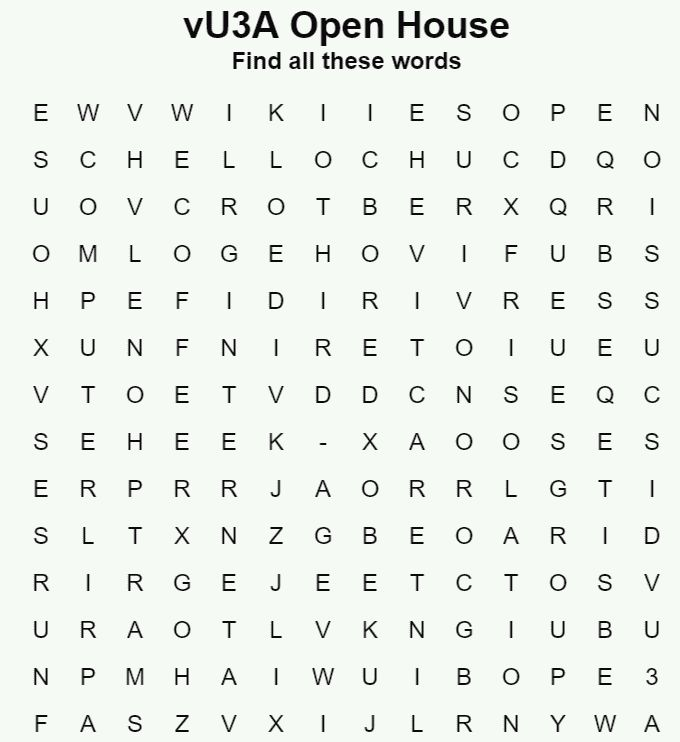 vU3A Open House
Find all these words
E W V W I K I I E S O P E N
S C H E L L O C H U C D Q O
U O V C R O T B E R X Q R I
O M L O G E H O V I F U B S
H P E F I D I R I V R E S S
X U N F N I R E T O I U E U
V T O E T V D D C N S E Q C
S E H E E K - X A O O S E S
E R P R R J A O R R L G T I
S L T X N Z G B E O A R I D
R I R G E J E E T C T O S V
U R A O T L V K N G I U B U
N P M H A I W U I B O P E 3
F A S Z V X I J L R N Y W A